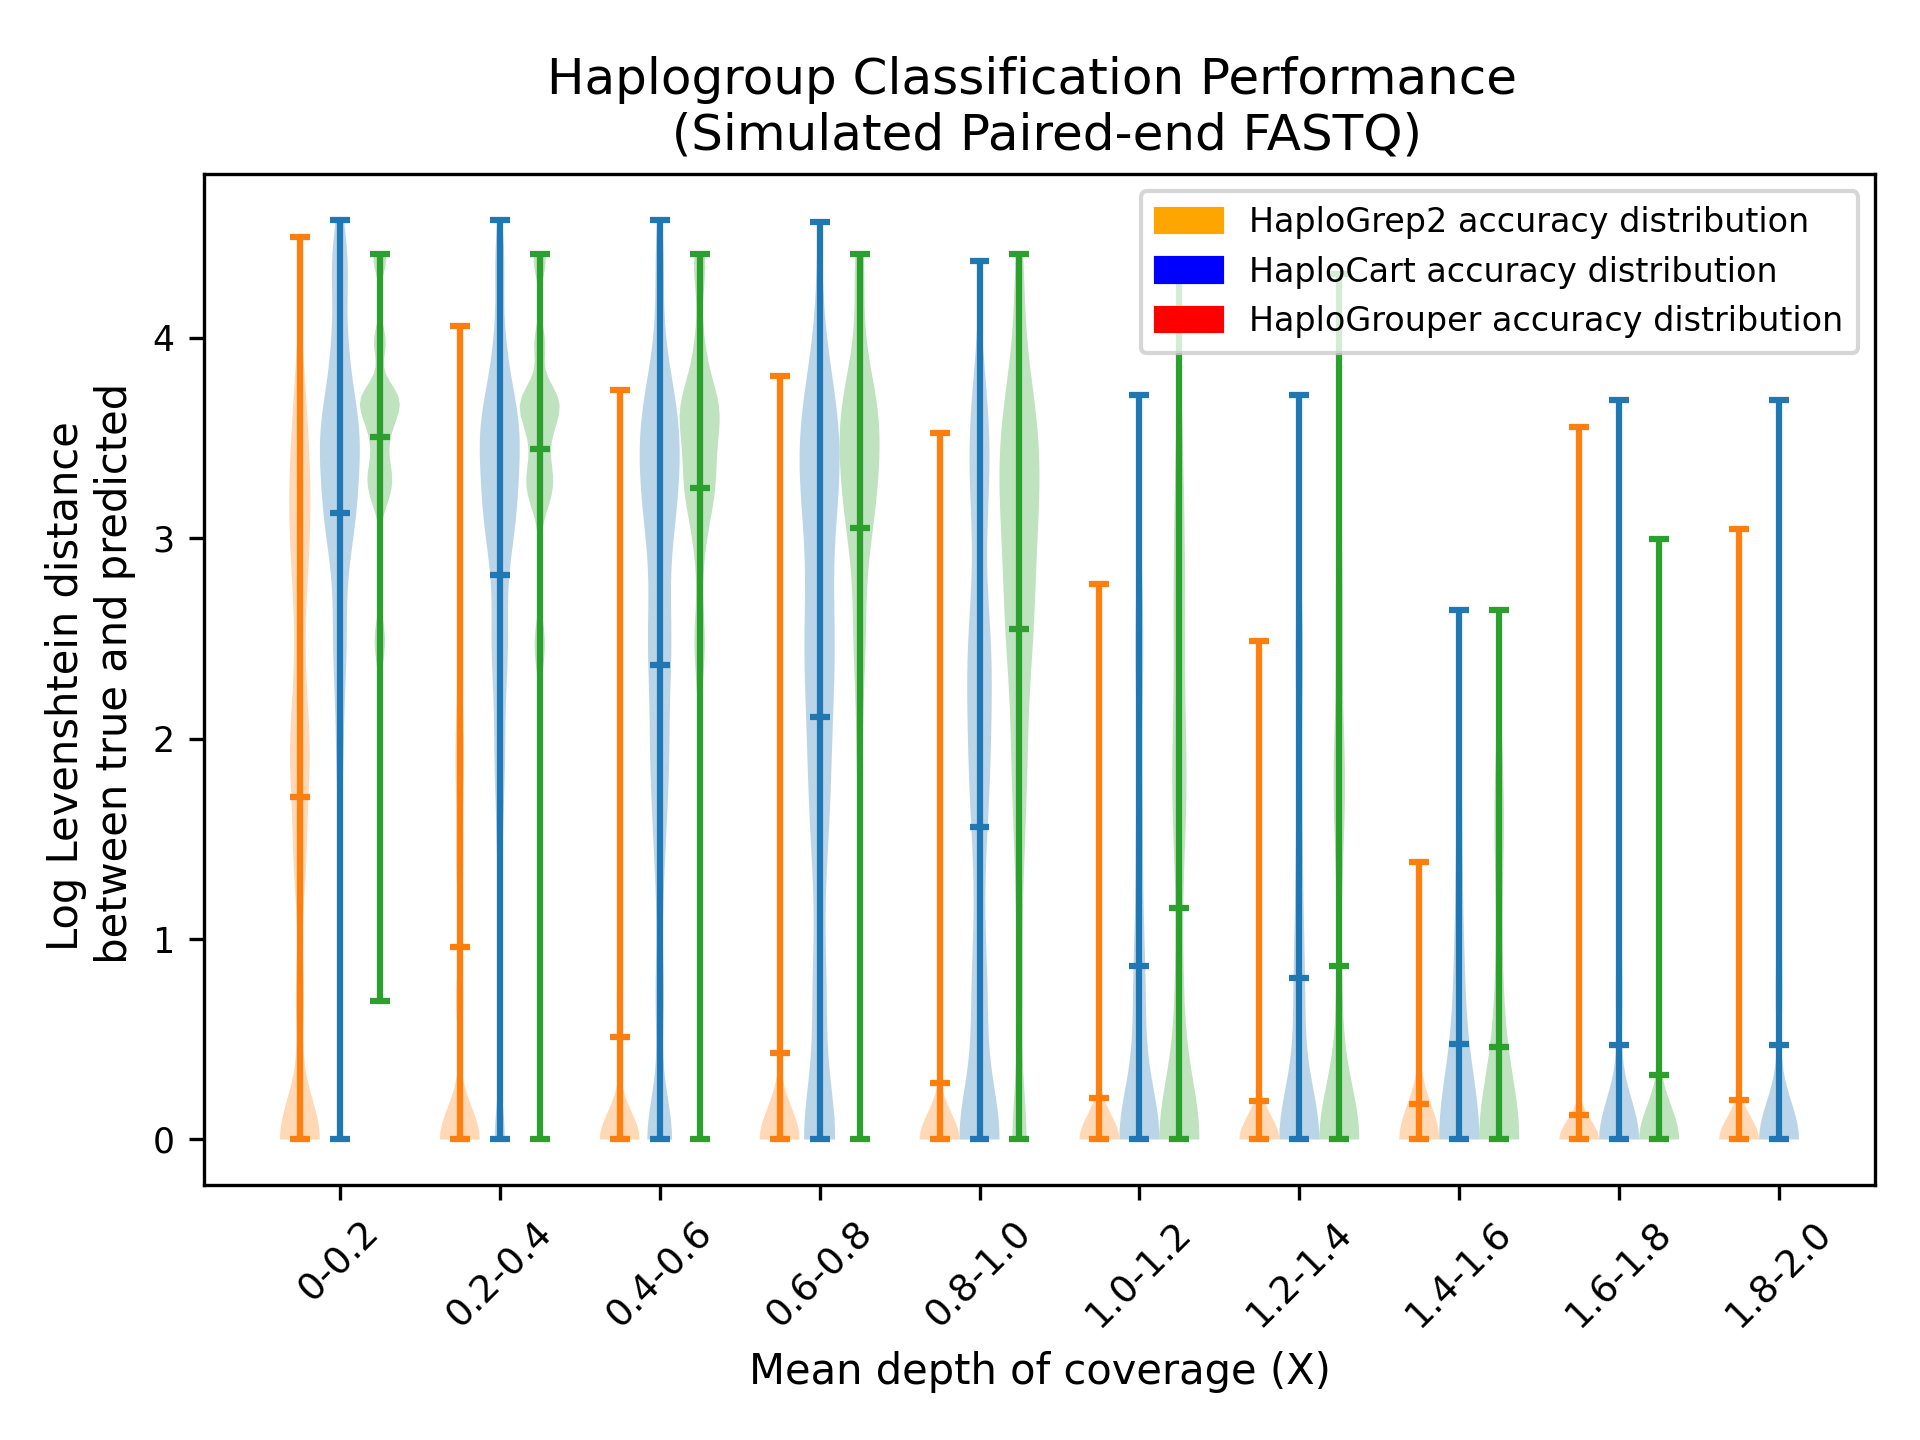 Haplogroup Classification Performance
(Simulated Paired-end FASTQ)
HaploGrep2 accuracy distribution
HaploCart accuracy distribution
HaploGrouper accuracy distribution
Log Levenshtein distance
between true and predicted
4
3
2
1
0
0-0.2
0.2-0.4
0.4-0.6
0.6-0.8
0.8-1.0
1.0-1.2
1.2-1.4
1.4-1.6
1.6-1.8
1.8-2.0
Mean depth of coverage (X)